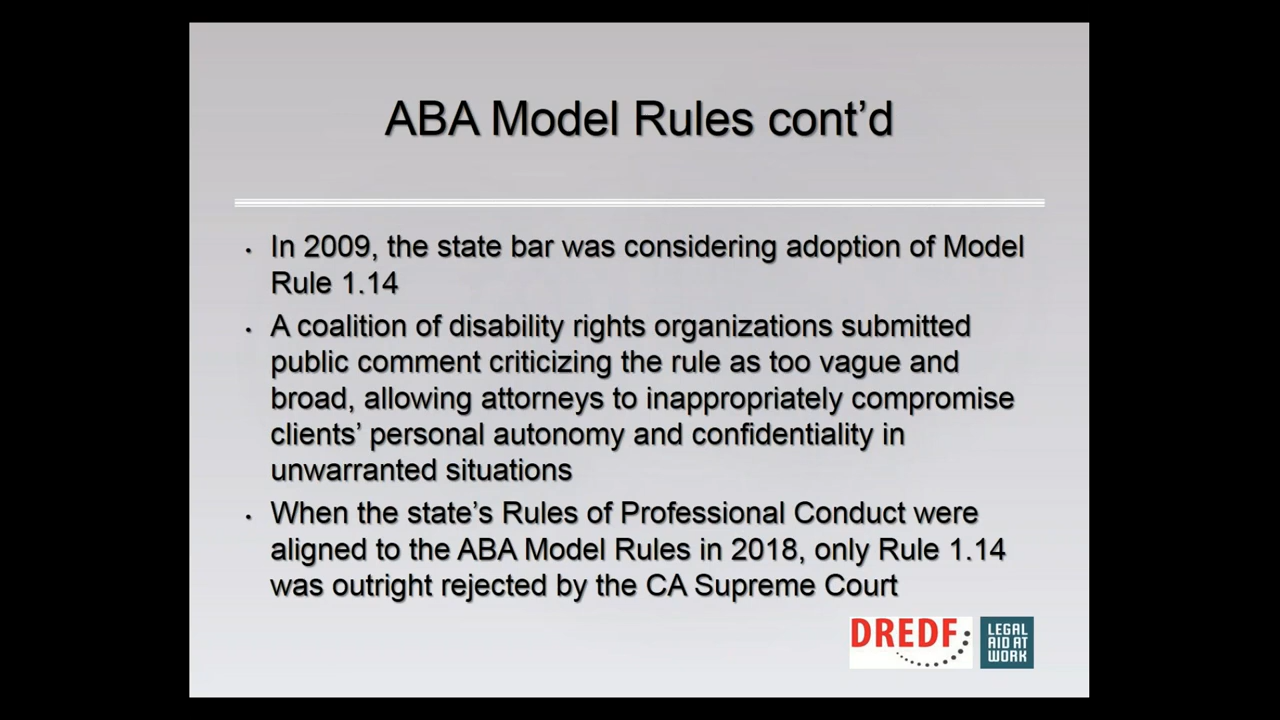 ABA Model Rules cont’d
• In 2009, the state bar was considering adoption of Model
Rule 1.14
• A coalition of disability rights organizations submitted
public comment criticizing the rule as too vague and
broad, allowing attorneys to inappropriately compromise
clients’ personal autonomy and confidentiality in
unwarranted situations
• When the state’s Rules of Professional Conduct were
aligned to the ABA Model Rules in 2018, only Rule 1.14
was outright rejected by the CA Supreme Court
DREDF
LEGAL
AID AT
WORK